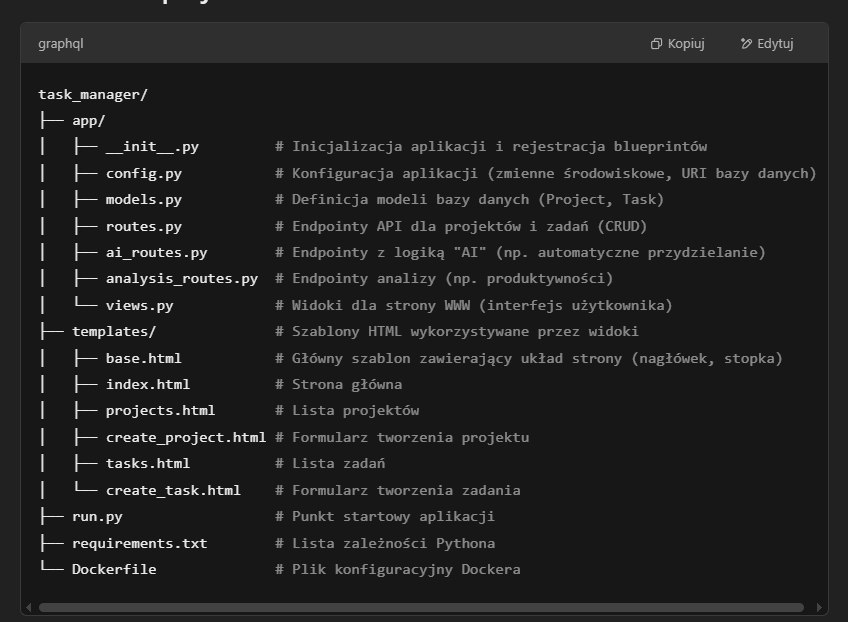 graphql
Kopiuj
Edytuj
task_manager/
├── app/
│   ├── __init__.py         # Inicjalizacja aplikacji i rejestracja blueprintów
│   ├── config.py           # Konfiguracja aplikacji (zmienne środowiskowe, URI bazy danych)
│   ├── models.py           # Definicja modeli bazy danych (Project, Task)
│   ├── routes.py           # Endpointy API dla projektów i zadań (CRUD)
│   ├── ai_routes.py        # Endpointy z logiką "AI" (np. automatyczne przydzielanie)
│   ├── analysis_routes.py  # Endpointy analizy (np. produktywności)
│   └── views.py            # Widoki dla strony WWW (interfejs użytkownika)
├── templates/              # Szablony HTML wykorzystywane przez widoki
│   ├── base.html           # Główny szablon zawierający układ strony (nagłówek, stopka)
│   ├── index.html          # Strona główna
│   ├── projects.html       # Lista projektów
│   ├── create_project.html # Formularz tworzenia projektu
│   ├── tasks.html          # Lista zadań
│   └── create_task.html    # Formularz tworzenia zadania
├── run.py                  # Punkt startowy aplikacji
├── requirements.txt        # Lista zależności Pythona
└── Dockerfile              # Plik konfiguracyjny Dockera